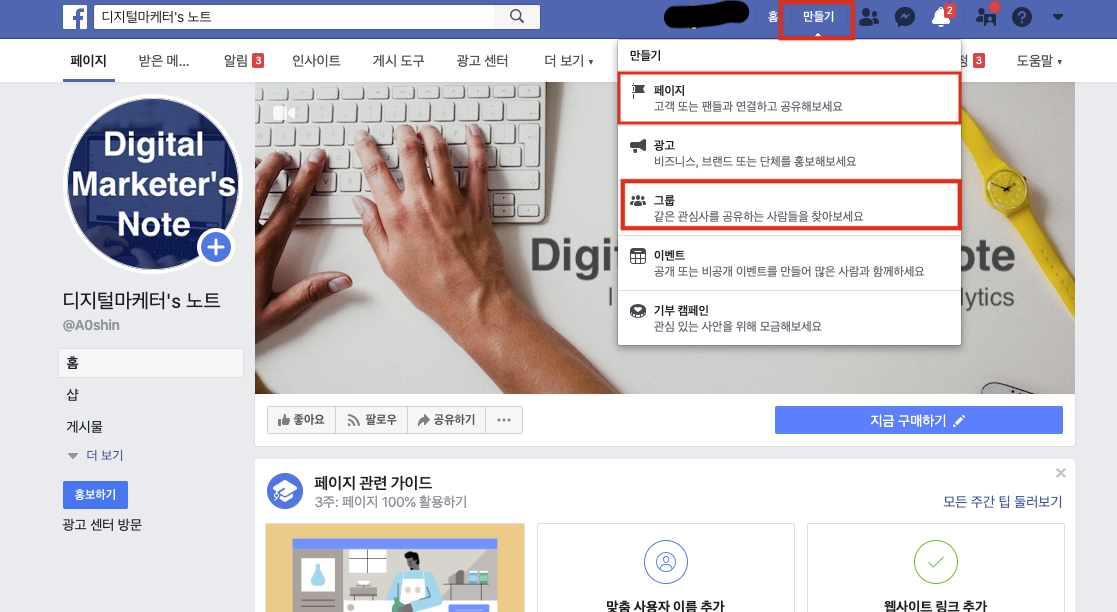 디지털마케터's 노트
홈
만들기
2
페이지
받은 메...
알림 3
인사이트
게시 도구
광고 센터
더 보기
정 3
도움말
만들기
페이지
고객 또는 팬들과 연결하고 공유해보세요
광고
비즈니스, 브랜드 또는 단체를 홍보해보세요
그룹
같은 관심사를 공유하는 사람들을 찾아보세요
이벤트
공개 또는 비공개 이벤트를 만들어 많은 사람과 함께하세요
기부 캠페인
관심 있는 사안을 위해 모금해보세요
Digital
Marketer's
Note
Digi
ote
lytics
디지털마케터's 노트
@A0shin
홈
샵
게시물
더 보기
홍보하기
광고 센터 방문
좋아요
팔로우
공유하기
지금 구매하기
페이지 관련 가이드
3주: 페이지 100% 활용하기
모든 주간 팁 둘러보기
맞춤 사용자 이름 추가
웹사이트 링크 추가